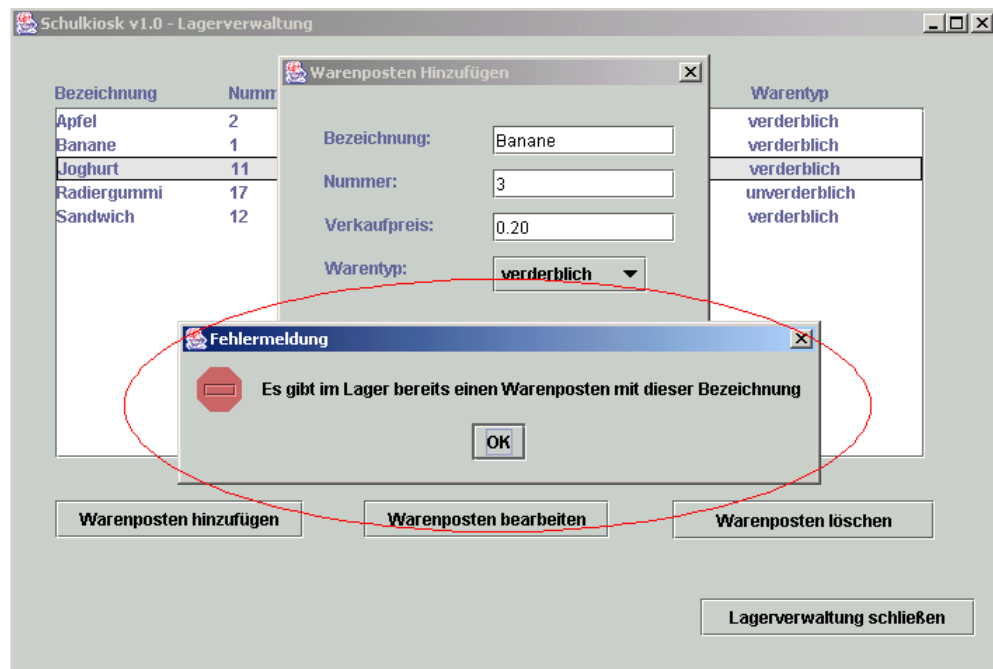 Schulkiosk v1.0 - Lagerverwaltung
Warenposten Hinzufügen
Bezeichnung Numm Warentyp
Apfel 2 verderblich
Banane 1 verderblich
Joghurt 11 verderblich
Radiergummi 17 unverderblich
Sandwich 12 verderblich
Bezeichnung: Banane
Nummer: 3
Verkaufpreis: 0.20
Warentyp: verderblich
Fehlermeldung
Es gibt im Lager bereits einen Warenposten mit dieser Bezeichnung
OK
Warenposten hinzufügen Warenposten bearbeiten Warenposten löschen
Lagerverwaltung schließen